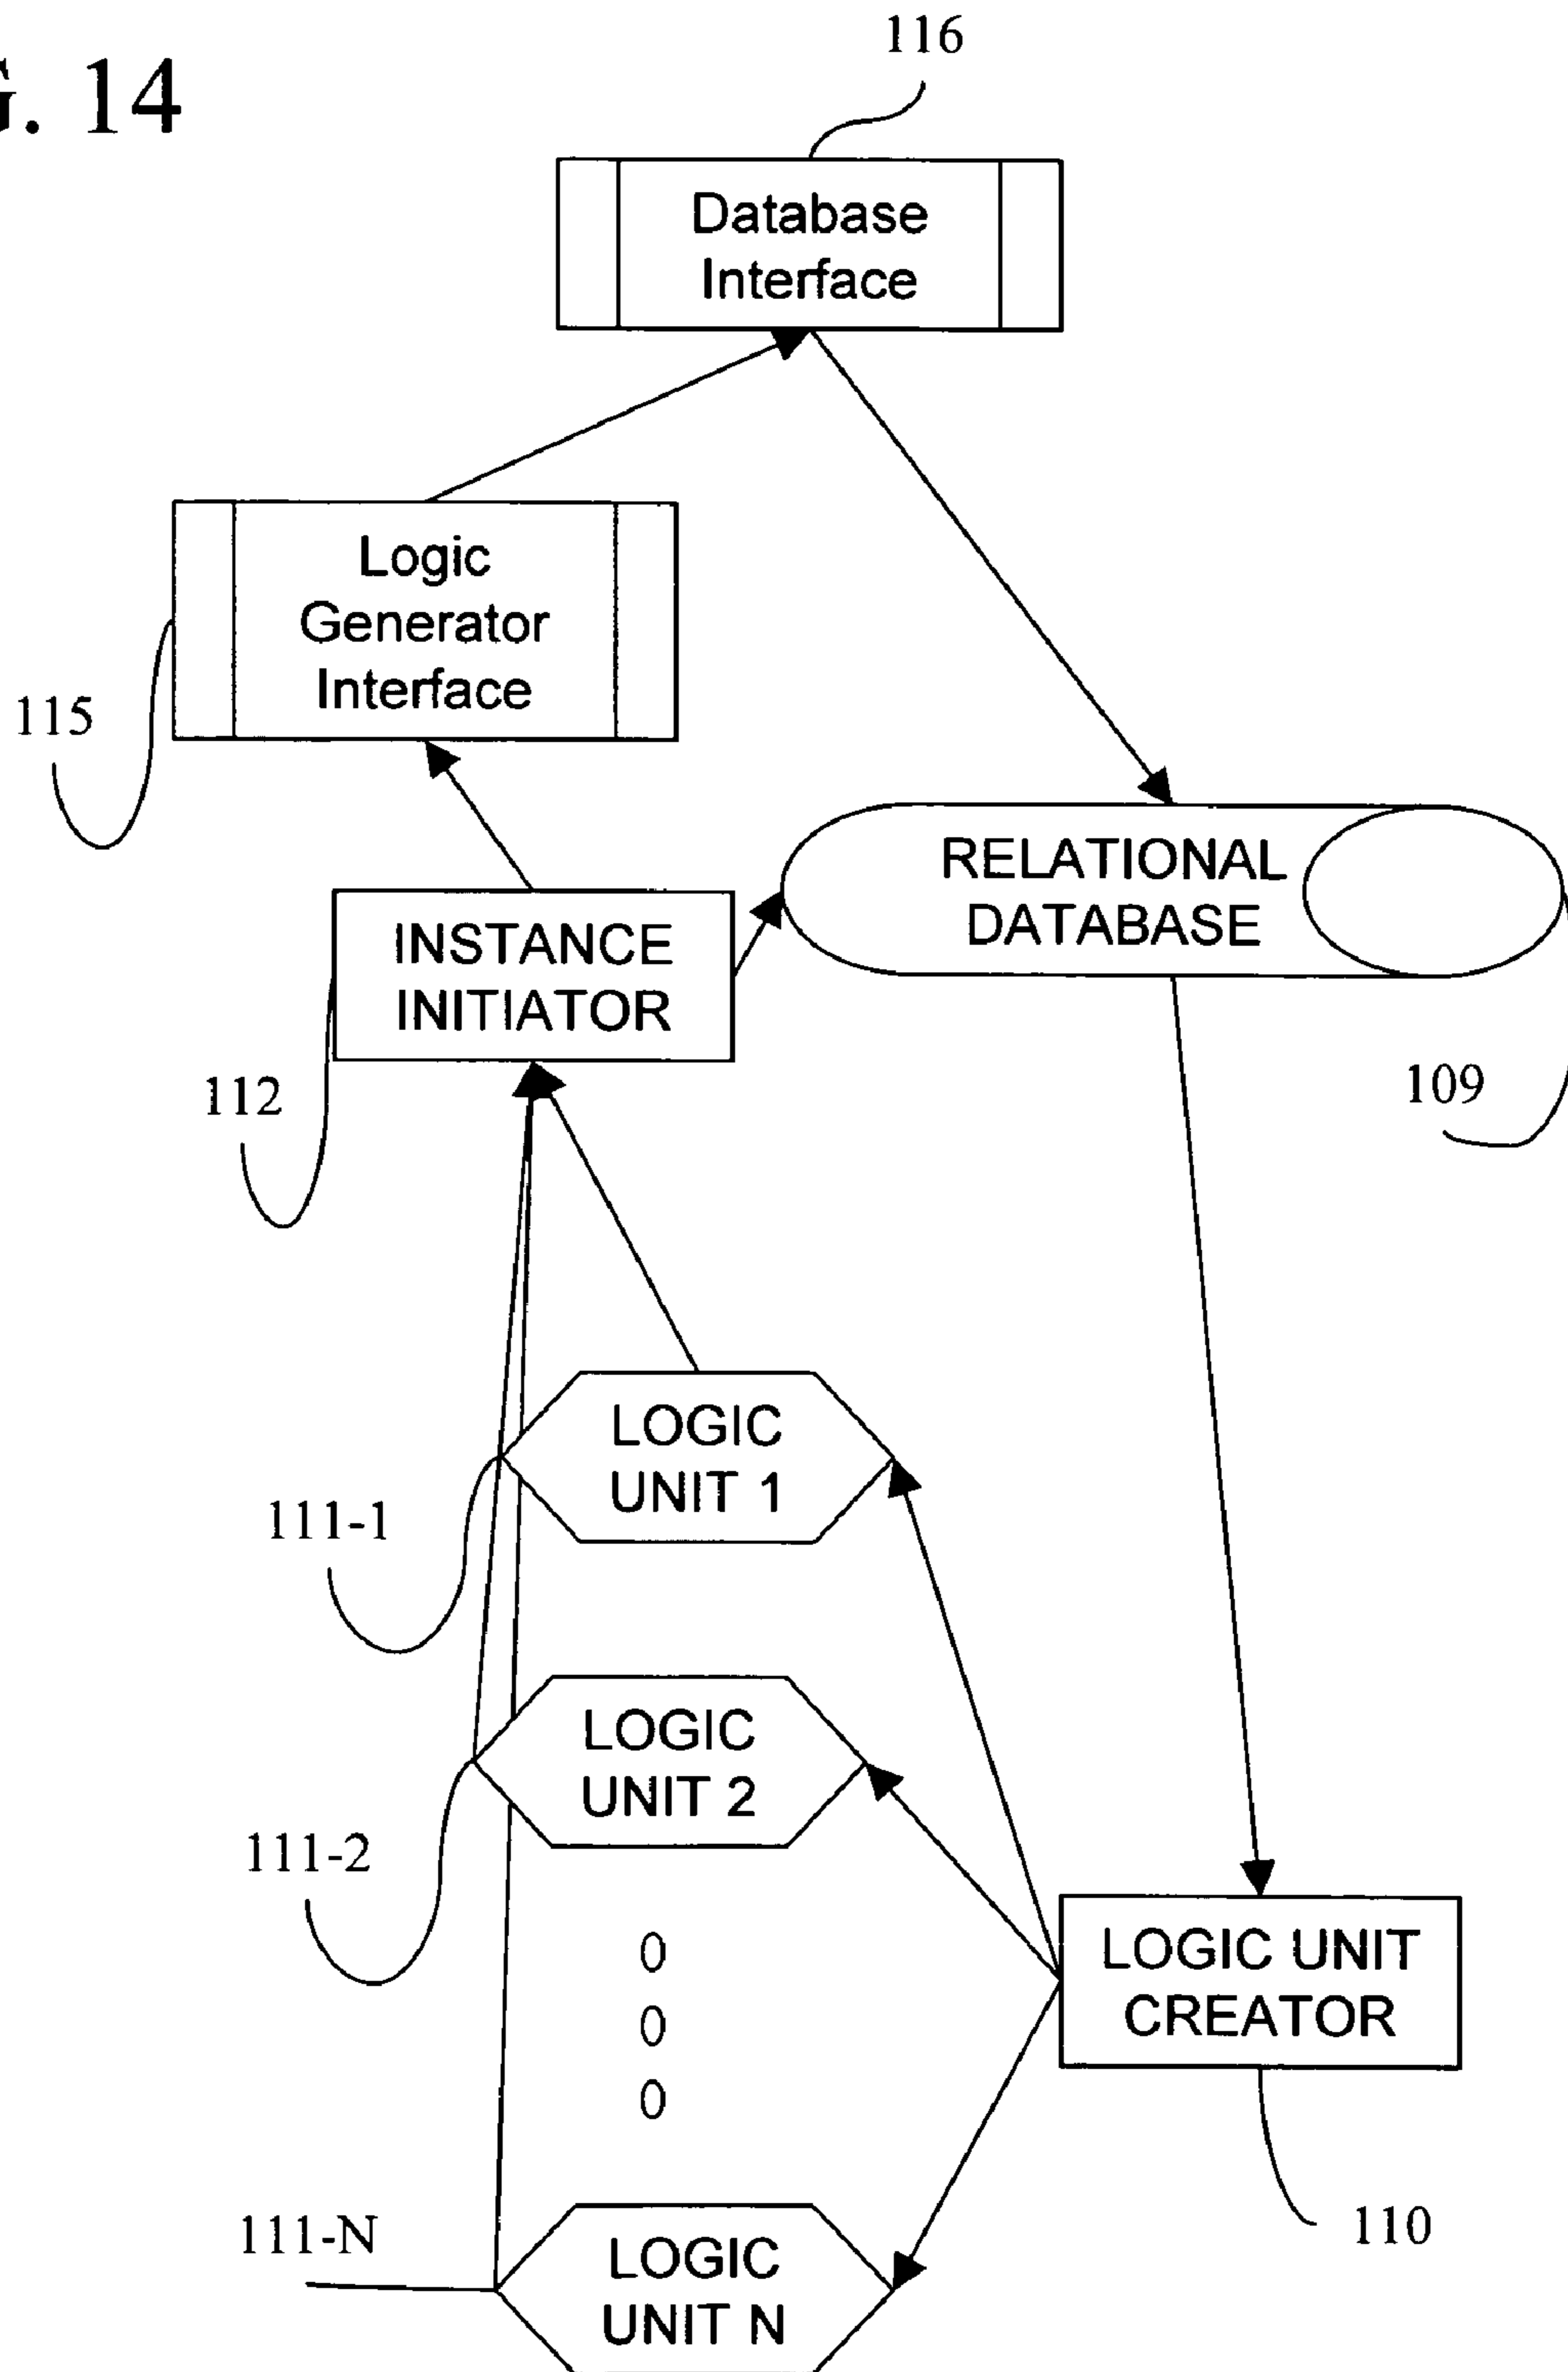 G. 14
116
Database
Interface
Logic
Generator
Interface
115
RELATIONAL
DATABASE
INSTANCE
INITIATOR
112
109
LOGIC
UNIT 1
111-1
LOGIC
UNIT 2
111-2
0
0
0
LOGIC UNIT
CREATOR
110
111-N
LOGIC
UNIT N